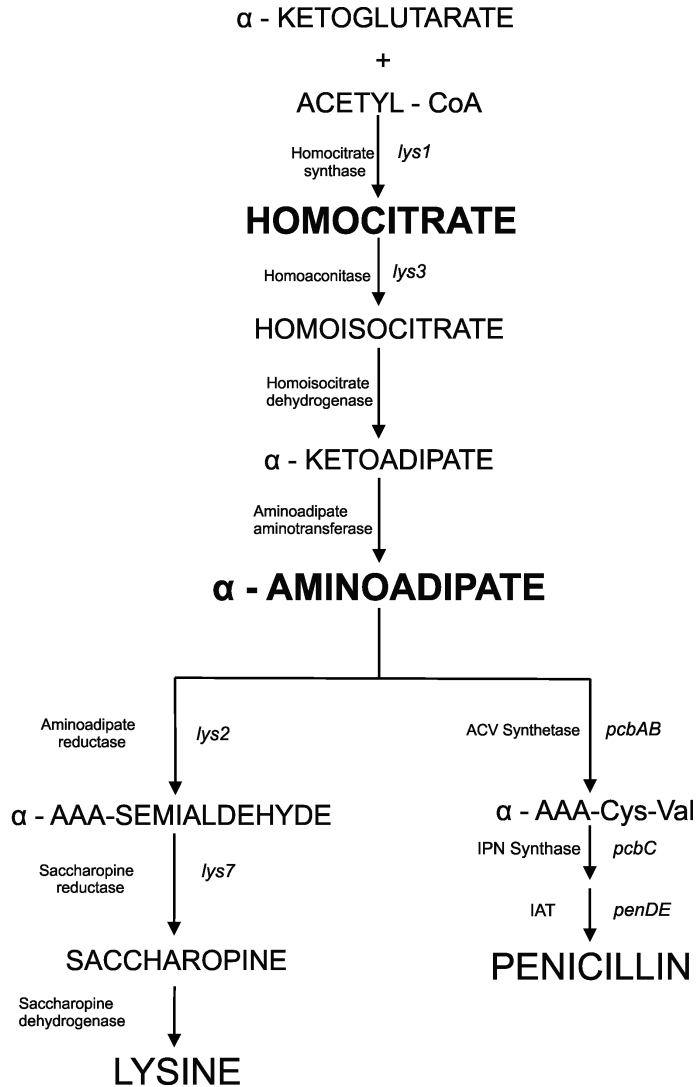 α - KETOGLUTARATE
+
ACETYL - CoA
Homocitrate
synthase
lys1
HOMOCITRATE
Homoaconitase
lys3
HOMOISOCITRATE
Homoisocitrate
dehydrogenase
α - KETOADIPATE
Aminoadipate
aminotransferase
α - AMINOADIPATE
Aminoadipate
reductase
lys2
α - AAA-SEMIALDEHYDE
Saccharopine
reductase
lys7
SACCHAROPINE
Saccharopine
dehydrogenase
LYSINE
ACV Synthetase
pcbAB
α - AAA-Cys-Val
IPN Synthase
pcbC
IAT
penDE
PENICILLIN